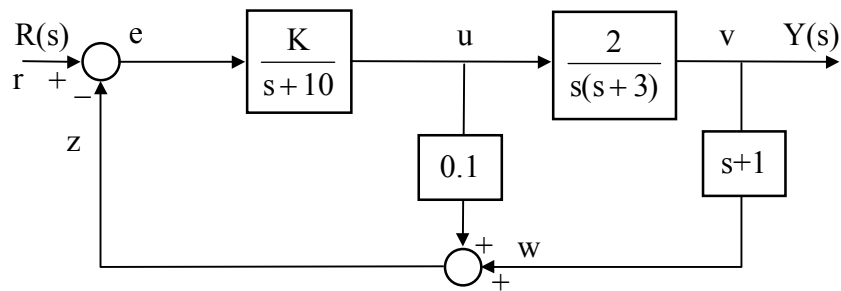 R(s)
e
K
s + 10
u
2
s(s + 3)
v
Y(s)
r
+
−
z
0.1
s+1
+
w
+